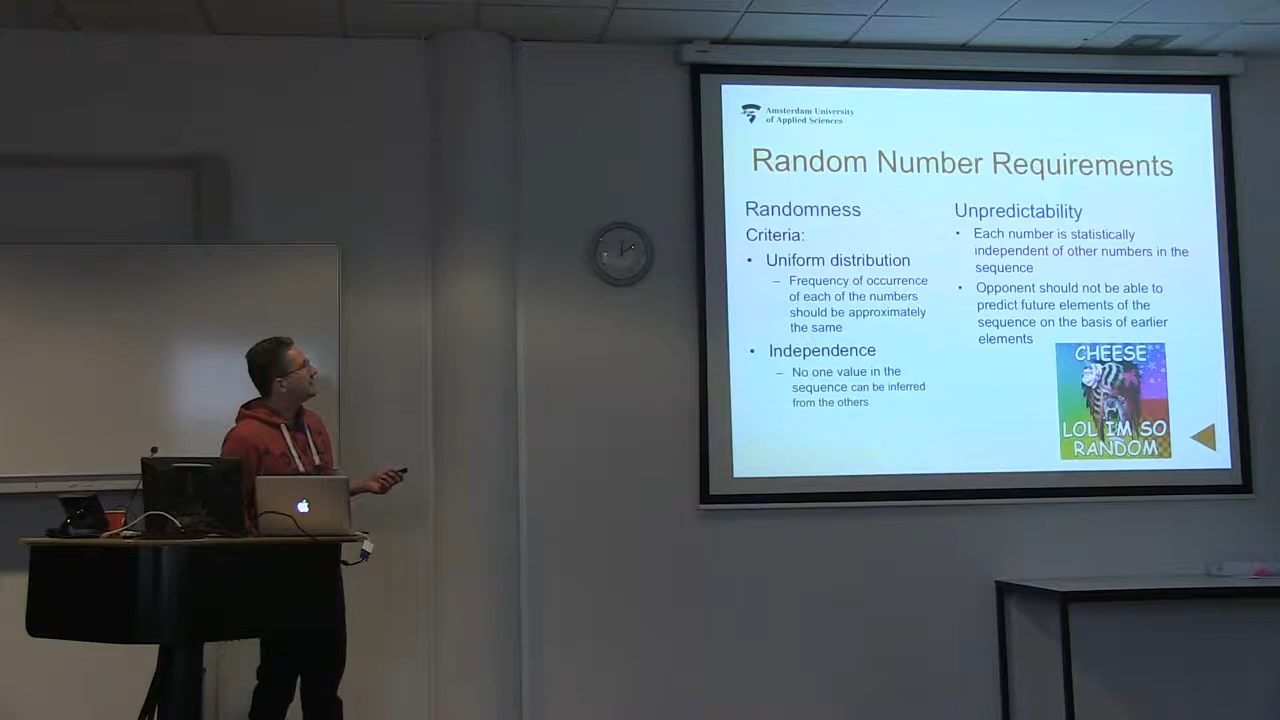 Amsterdam University
of Applied Sciences
Random Number Requirements
Randomness
Criteria:
• Uniform distribution
– Frequency of occurrence
of each of the numbers
should be approximately
the same
• Independence
– No one value in the
sequence can be inferred
from the others
Unpredictability
• Each number is statistically
independent of other numbers in the
sequence
• Opponent should not be able to
predict future elements of the
sequence on the basis of earlier
elements
CHEESE
LOL IM SO
RANDOM